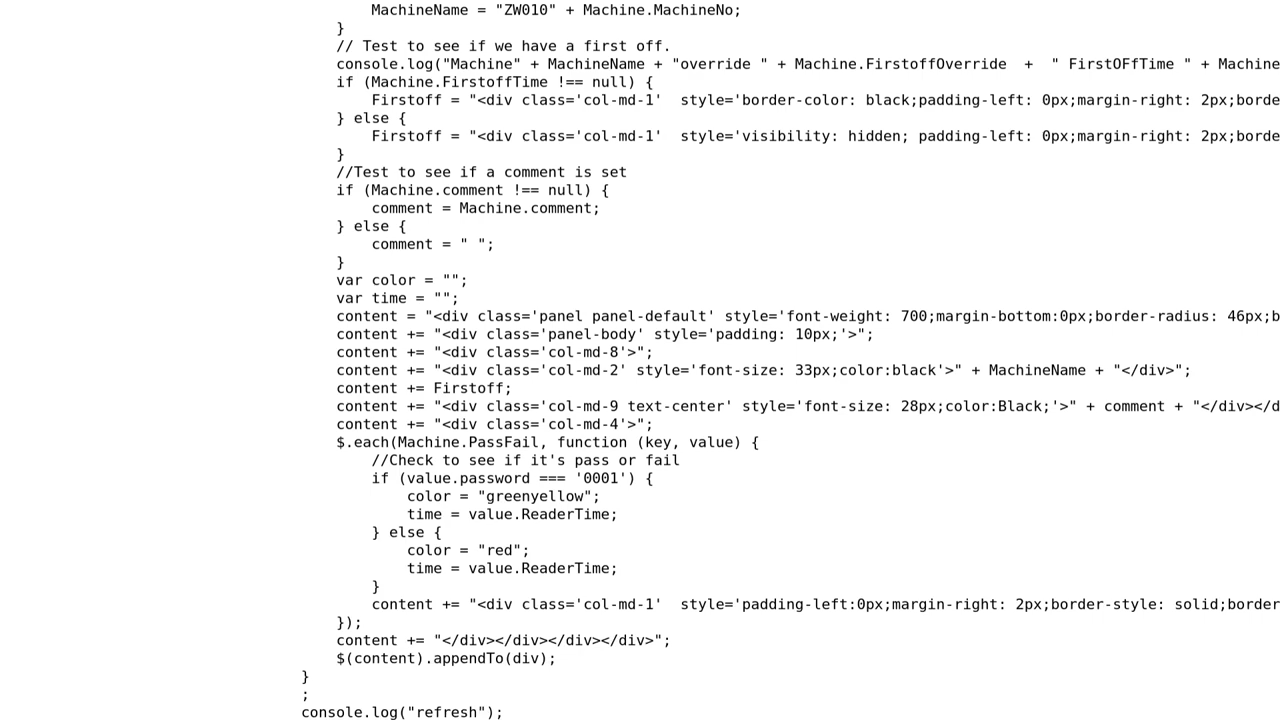 MachineName = "ZW010" + Machine.MachineNo;
}
// Test to see if we have a first off.
console.log("Machine" + MachineName + "override " + Machine.FirstoffOverride  +  " FirstOFfTime " + Machine
if (Machine.FirstoffTime !== null) {
Firstoff = "<div class='col-md-1'  style='border-color: black;padding-left: 0px;margin-right: 2px;borde
} else {
Firstoff = "<div class='col-md-1'  style='visibility: hidden; padding-left: 0px;margin-right: 2px;borde
}
//Test to see if a comment is set
if (Machine.comment !== null) {
comment = Machine.comment;
} else {
comment = " ";
}
var color = "";
var time = "";
content = "<div class='panel panel-default' style='font-weight: 700;margin-bottom:0px;border-radius: 46px;b
content += "<div class='panel-body' style='padding: 10px;'>";
content += "<div class='col-md-8'>";
content += "<div class='col-md-2' style='font-size: 33px;color:black'>" + MachineName + "</div>";
content += Firstoff;
content += "<div class='col-md-9 text-center' style='font-size: 28px;color:Black;'>" + comment + "</div></d
content += "<div class='col-md-4'>";
$.each(Machine.PassFail, function (key, value) {
//Check to see if it's pass or fail
if (value.password === '0001') {
color = "greenyellow";
time = value.ReaderTime;
} else {
color = "red";
time = value.ReaderTime;
}
content += "<div class='col-md-1'  style='padding-left:0px;margin-right: 2px;border-style: solid;border
});
content += "</div></div></div></div>";
$(content).appendTo(div);
}
;
console.log("refresh");